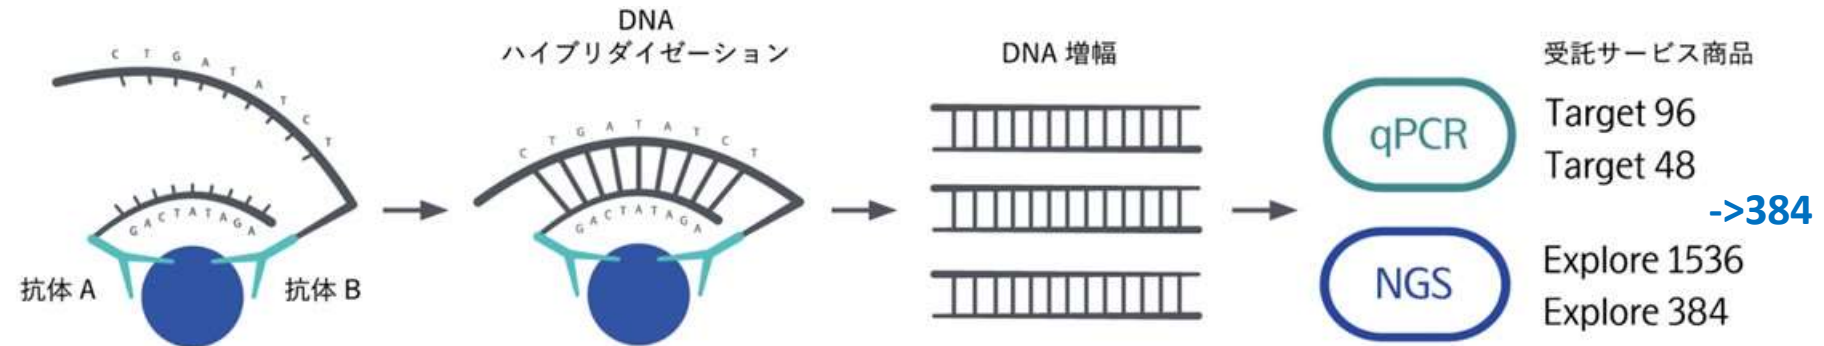 C T G A T A T C T
G A C T A T A G A
抗体 A
抗体 B
DNA
ハイブリダイゼーション
C T G A T A T C T
G A C T A T A G A
DNA 増幅
qPCR
NGS
受託サービス商品
Target 96
Target 48
->384
Explore 1536
Explore 384